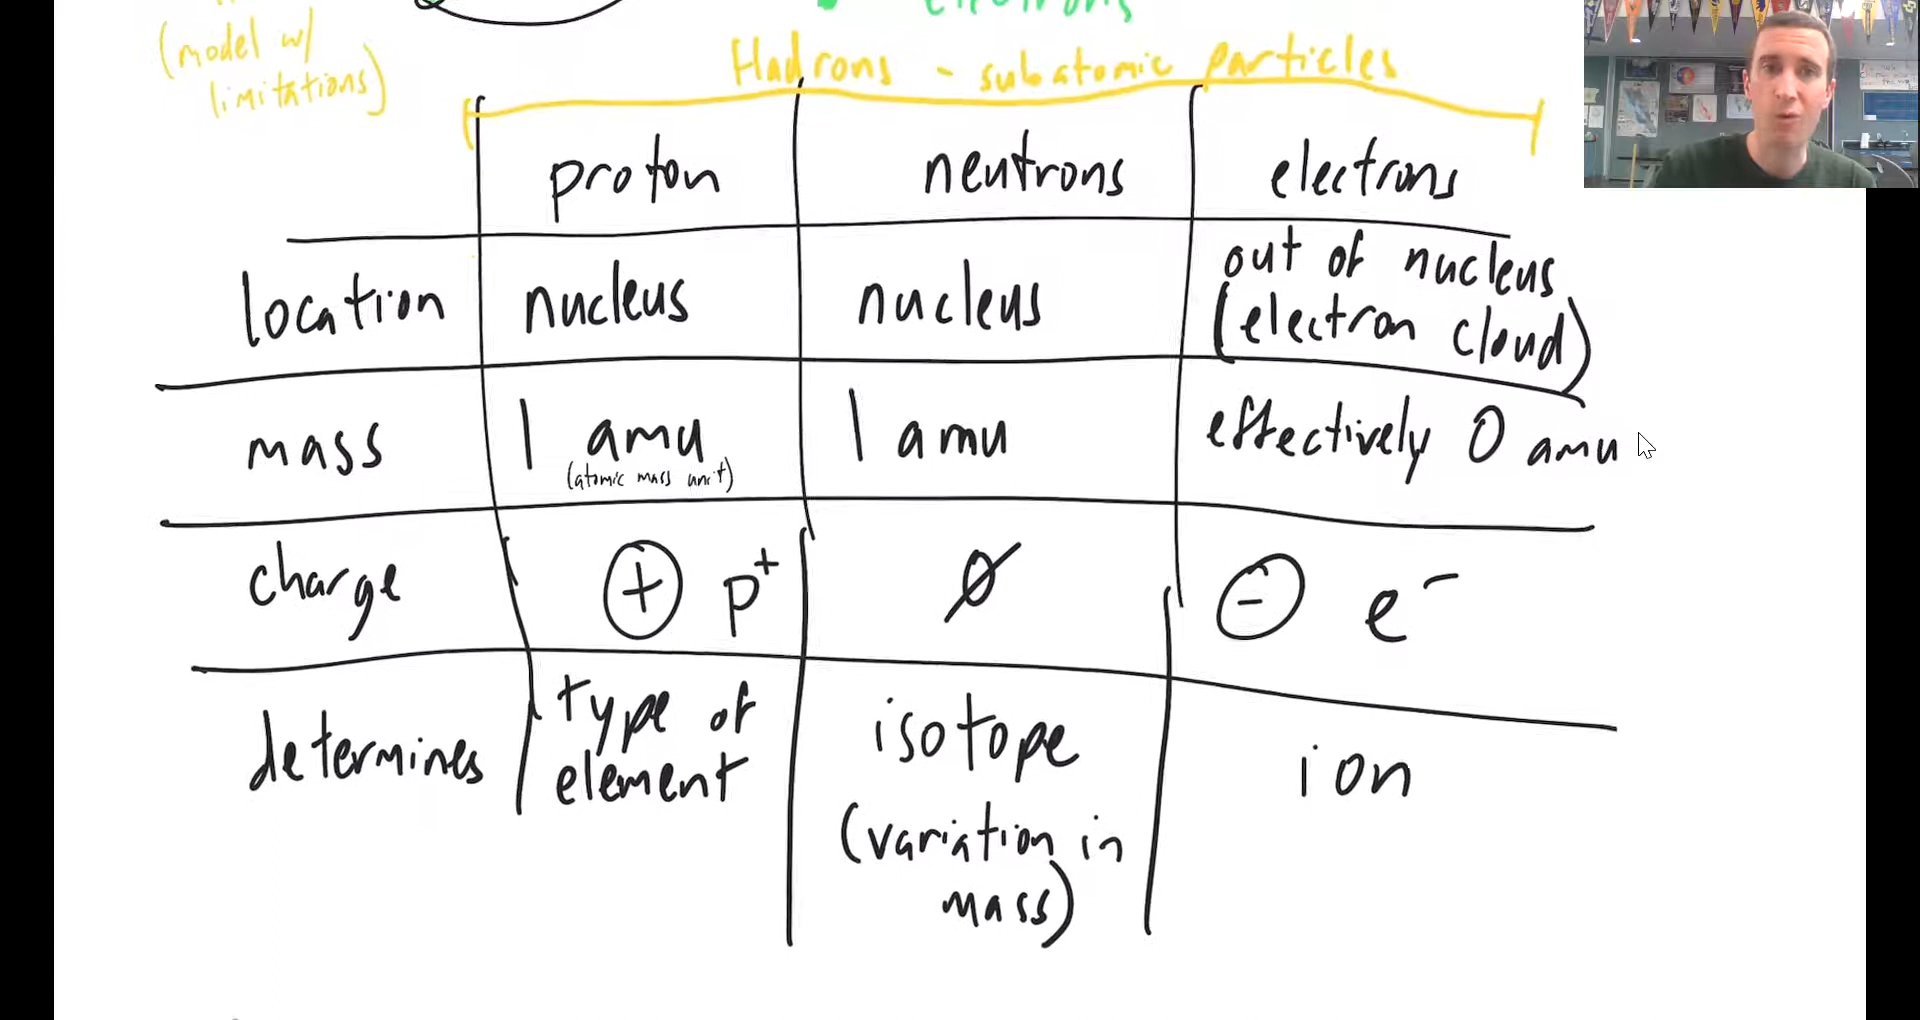 electrons
(model w/
limitations)
Hadrons - subatomic particles
proton neutrons electrons
location nucleus nucleus out of nucleus
(electron cloud)
mass 1 amu 1 amu effectively 0 amu
(atomic mass unit)
charge + p+ ∅ - e-
determines type of
element isotope ion
(variation in
mass)